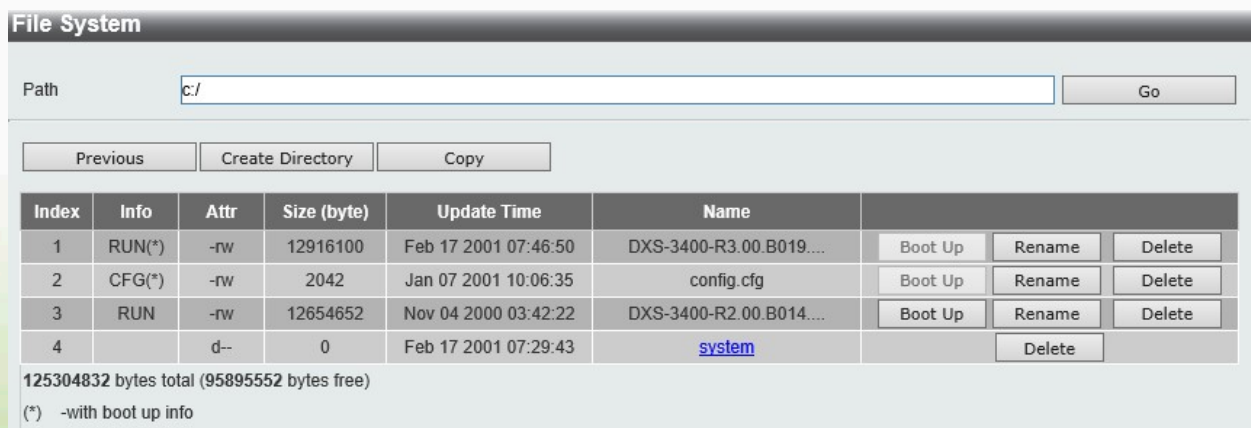 File System
Path c:/ Go
Previous Create Directory Copy
Index Info Attr Size (byte) Update Time Name
1 RUN(*) -rw 12916100 Feb 17 2001 07:46:50 DXS-3400-R3.00.B019.... Boot Up Rename Delete
2 CFG(*) -rw 2042 Jan 07 2001 10:06:35 config.cfg Boot Up Rename Delete
3 RUN -rw 12654652 Nov 04 2000 03:42:22 DXS-3400-R2.00.B014.... Boot Up Rename Delete
4 d-- 0 Feb 17 2001 07:29:43 system Delete
125304832 bytes total (95895552 bytes free)
(*) -with boot up info